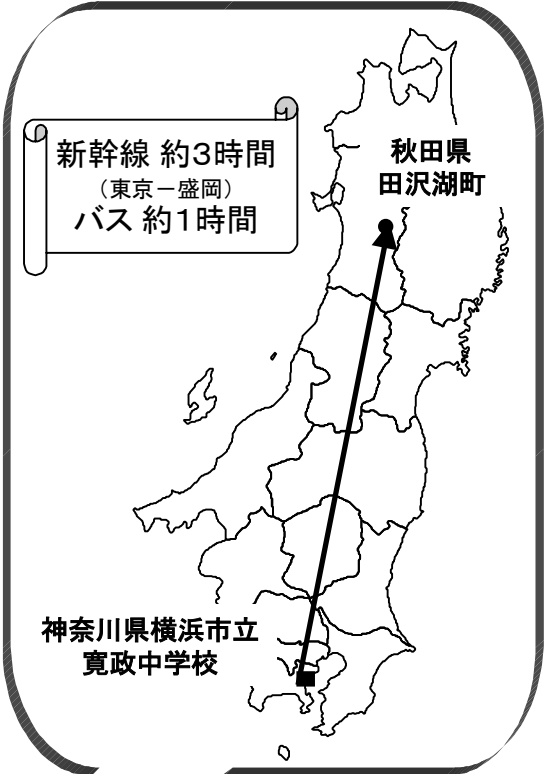 新幹線 約3時間
（東京－盛岡）
バス 約1時間
秋田県
田沢湖町
神奈川県横浜市立
寛政中学校